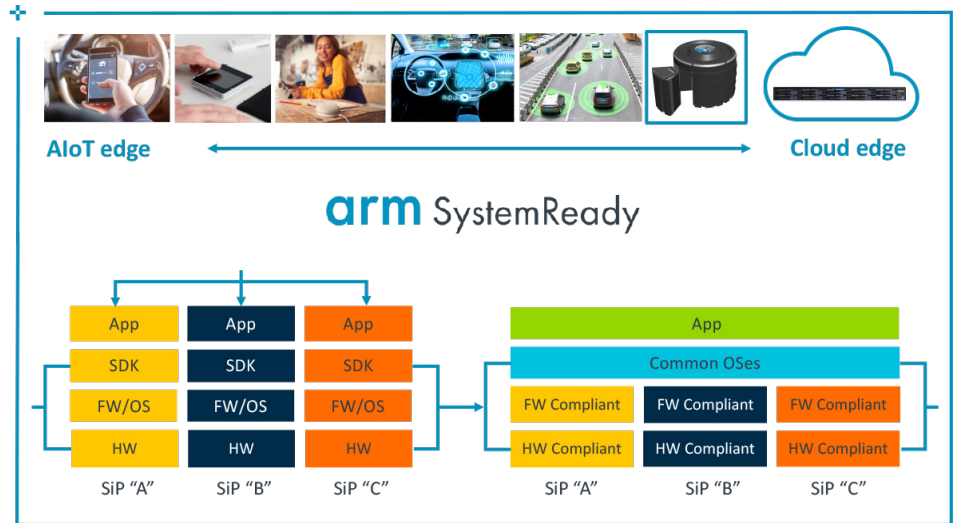 AIoT edge
Cloud edge
arm SystemReady
App App App App
SDK SDK SDK Common OSes
FW/OS FW/OS FW/OS FW Compliant FW Compliant FW Compliant
HW HW HW HW Compliant HW Compliant HW Compliant
SiP “A” SiP “B” SiP “C” SiP “A” SiP “B” SiP “C”